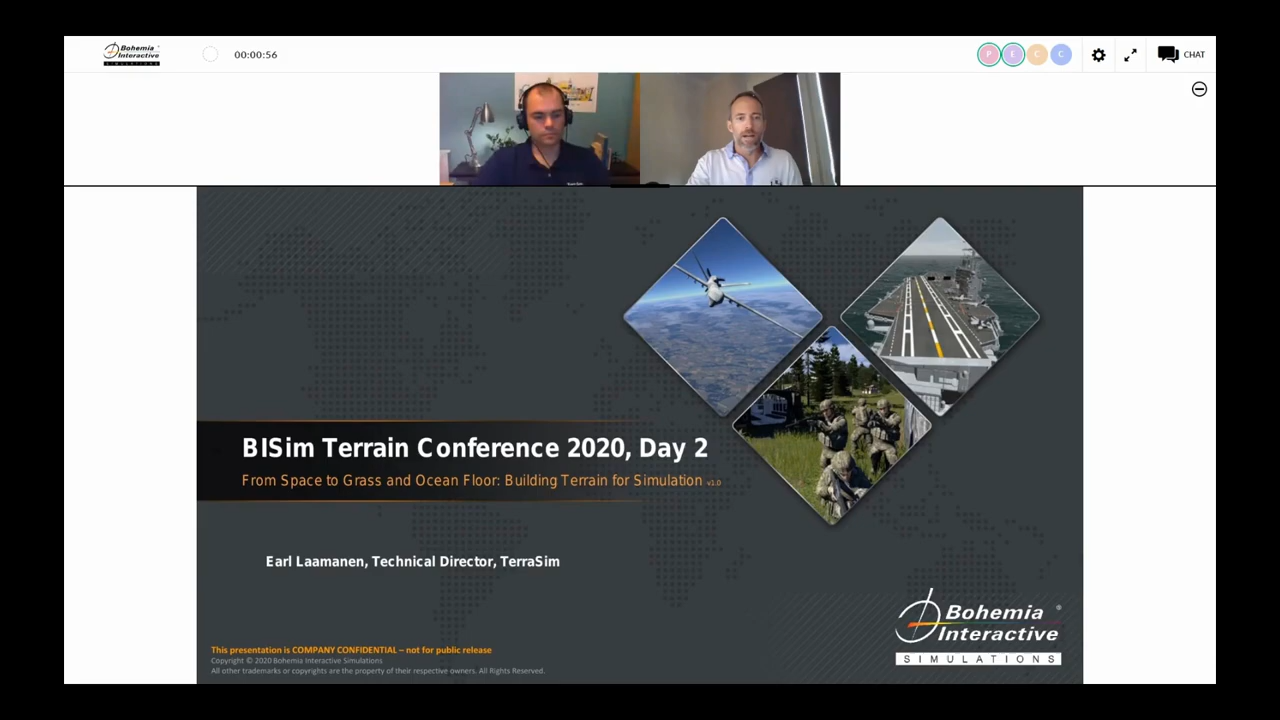 Bohemia
Interactive
SIMULATIONS
00:00:56
P E C C
CHAT
BISim Terrain Conference 2020, Day 2
From Space to Grass and Ocean Floor: Building Terrain for Simulation v1.0
Earl Laamanen, Technical Director, TerraSim
Bohemia ®
Interactive
SIMULATIONS
This presentation is COMPANY CONFIDENTIAL – not for public release
Copyright © 2020 Bohemia Interactive Simulations
All other trademarks or copyrights are the property of their respective owners. All Rights Reserved.